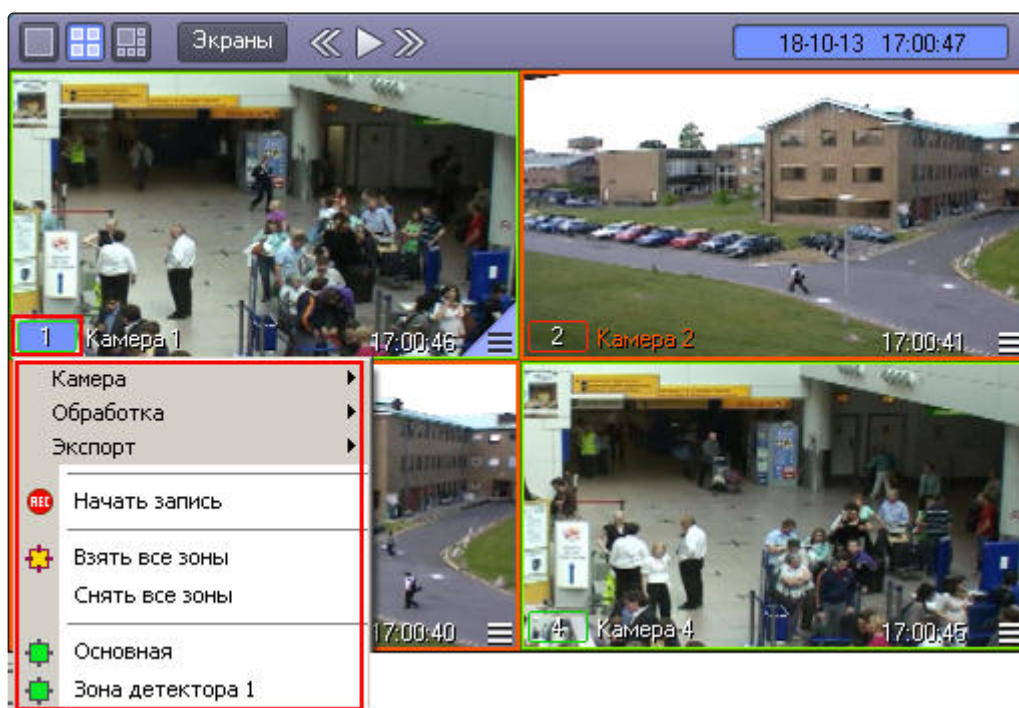 Экраны
18-10-13 17:00:47
1 Камера 1 17:00:46
2 Камера 2 17:00:41
Камера
Обработка
Экспорт
REC Начать запись
Взять все зоны
Снять все зоны
Основная
Зона детектора 1
17:00:40
4 Камера 4 17:00:45